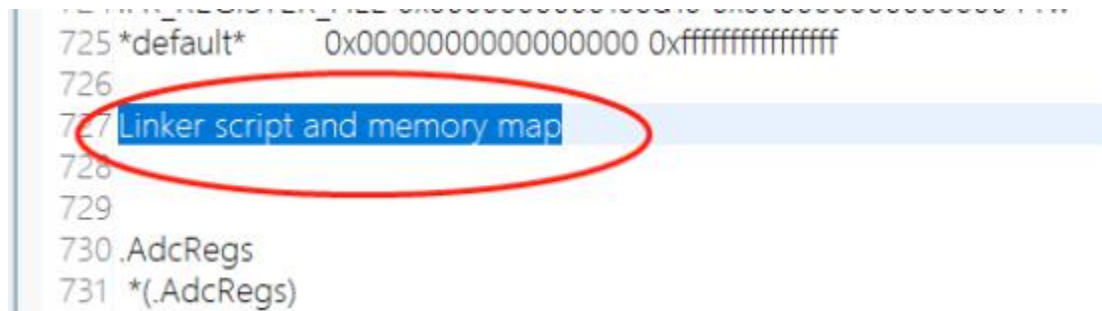 725 *default* 0x0000000000000000 0xffffffffffffffff
726
727 Linker script and memory map
728
729
730 .AdcRegs
731 *(.AdcRegs)